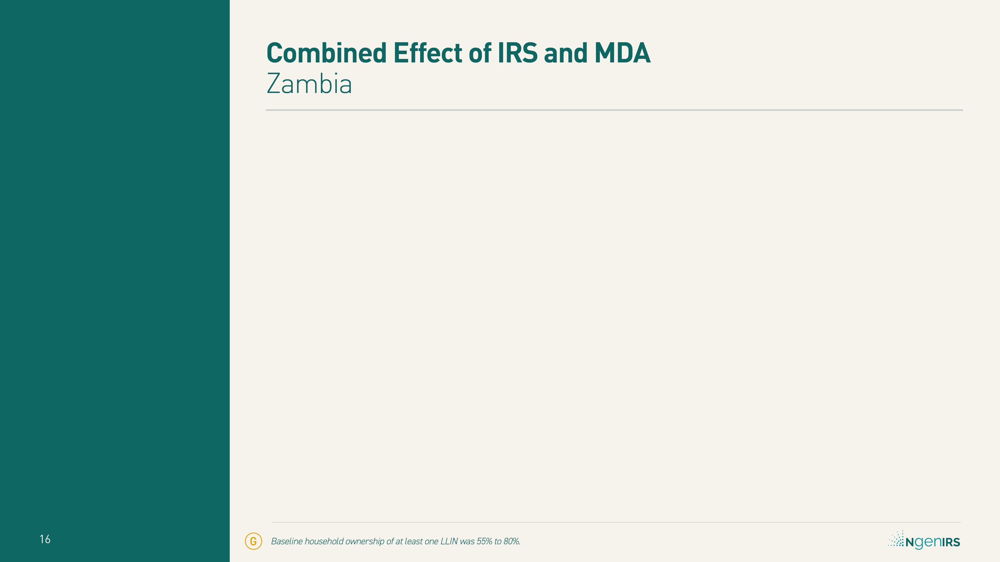 Combined Effect of IRS and MDA
Zambia
16
G
Baseline household ownership of at least one LLIN was 55% to 80%.
NgenIRS